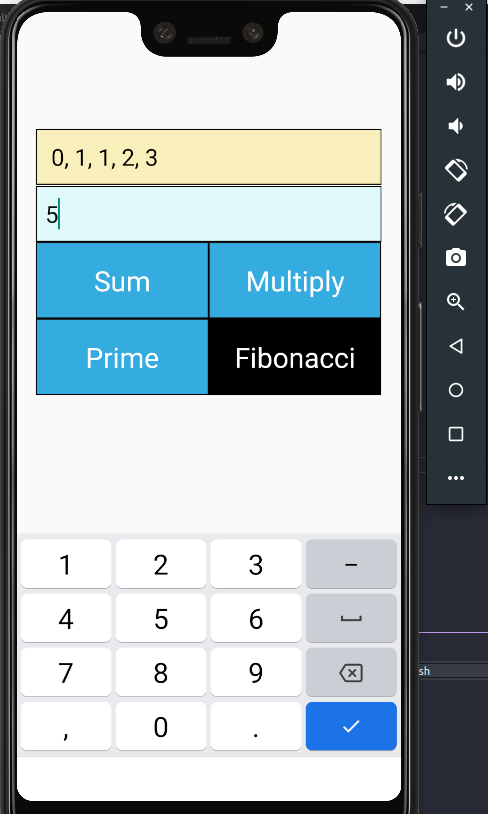 0, 1, 1, 2, 3
5
Sum Multiply
Prime Fibonacci
1 2 3 −
4 5 6
7 8 9
sh
, 0 .